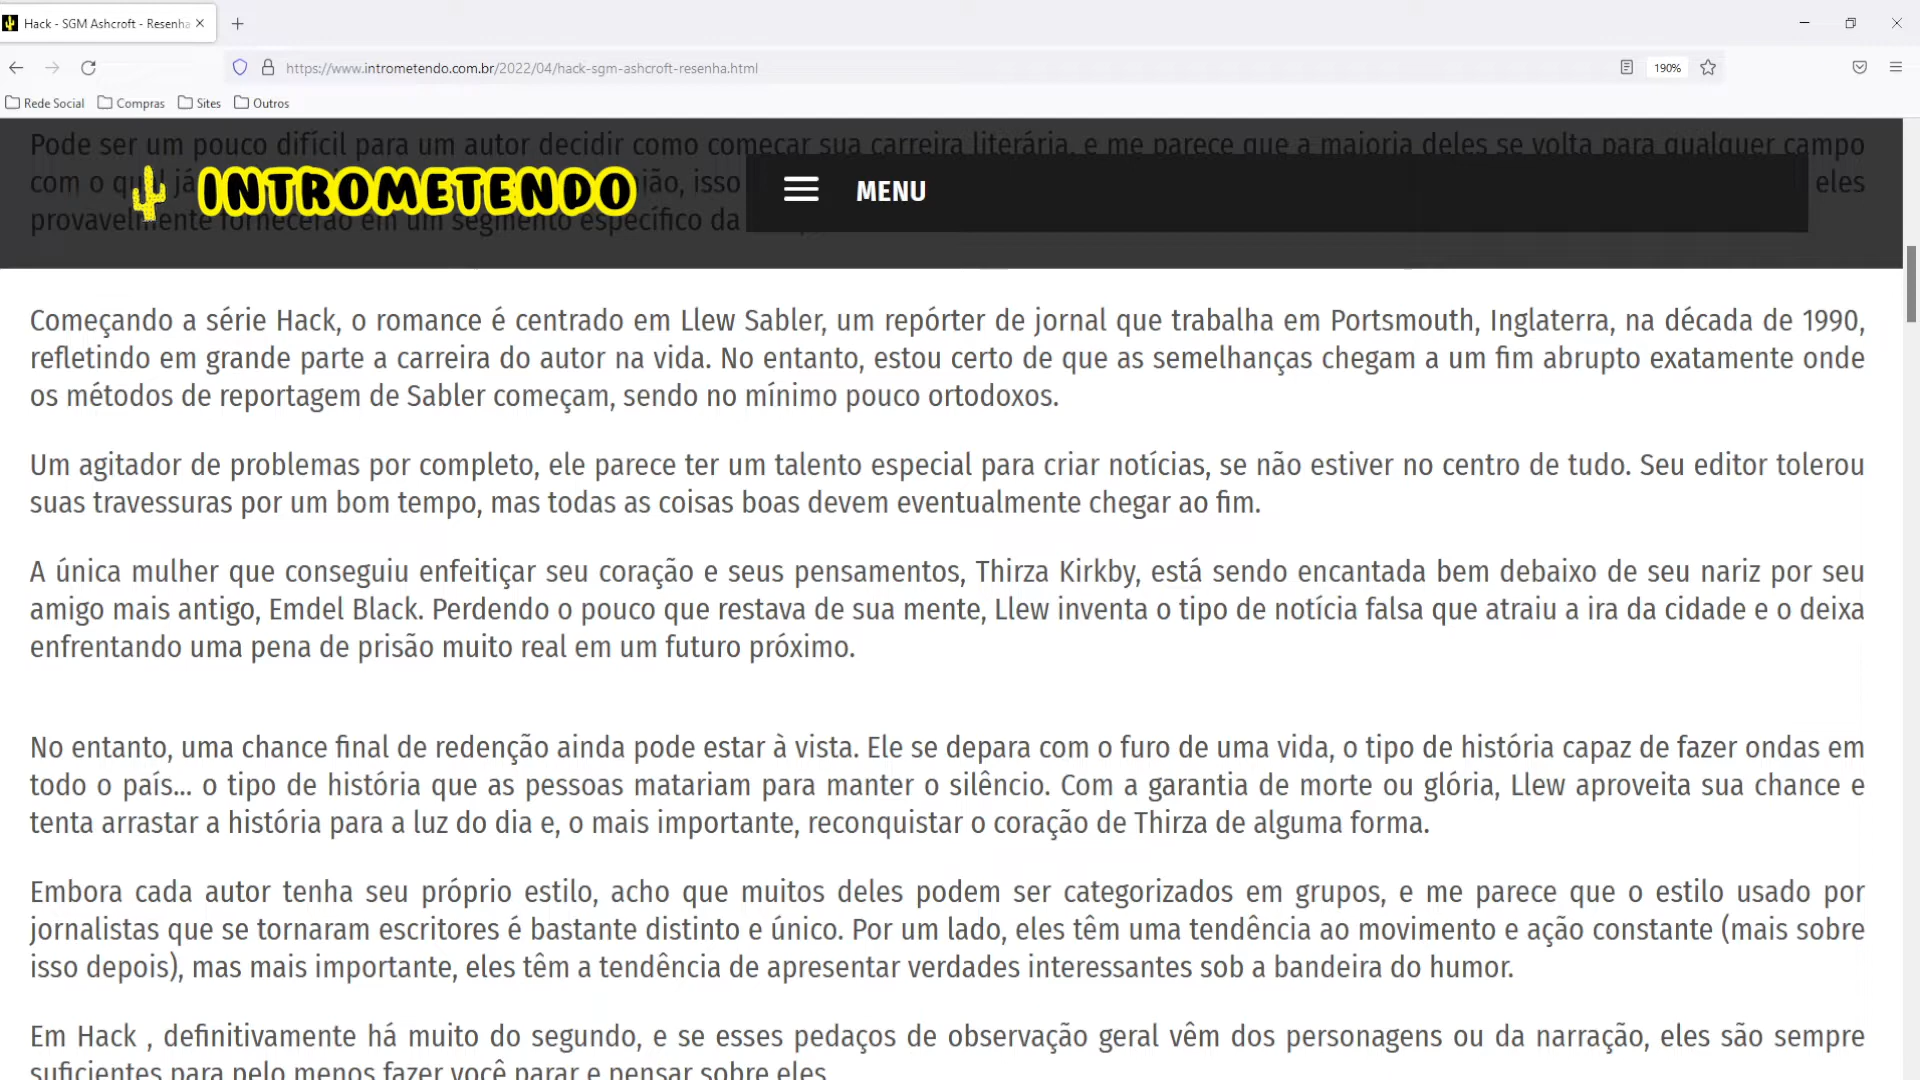 Hack - SGM Ashcroft - Resenha
https://www.intrometendo.com.br/2022/04/hack-sgm-ashcroft-resenha.html
190%
Rede Social
Compras
Sites
Outros
Pode ser um pouco difícil para um autor decidir como começar sua carreira literária, e me parece que a maioria deles se volta para qualquer campo
com o qual já
isso
eles
provavelmente fornecerão em um segmento específico da
INTROMETENDO
MENU
Começando a série Hack, o romance é centrado em Llew Sabler, um repórter de jornal que trabalha em Portsmouth, Inglaterra, na década de 1990,
refletindo em grande parte a carreira do autor na vida. No entanto, estou certo de que as semelhanças chegam a um fim abrupto exatamente onde
os métodos de reportagem de Sabler começam, sendo no mínimo pouco ortodoxos.
Um agitador de problemas por completo, ele parece ter um talento especial para criar notícias, se não estiver no centro de tudo. Seu editor tolerou
suas travessuras por um bom tempo, mas todas as coisas boas devem eventualmente chegar ao fim.
A única mulher que conseguiu enfeitiçar seu coração e seus pensamentos, Thirza Kirkby, está sendo encantada bem debaixo de seu nariz por seu
amigo mais antigo, Emdel Black. Perdendo o pouco que restava de sua mente, Llew inventa o tipo de notícia falsa que atraiu a ira da cidade e o deixa
enfrentando uma pena de prisão muito real em um futuro próximo.
No entanto, uma chance final de redenção ainda pode estar à vista. Ele se depara com o furo de uma vida, o tipo de história capaz de fazer ondas em
todo o país... o tipo de história que as pessoas matariam para manter o silêncio. Com a garantia de morte ou glória, Llew aproveita sua chance e
tenta arrastar a história para a luz do dia e, o mais importante, reconquistar o coração de Thirza de alguma forma.
Embora cada autor tenha seu próprio estilo, acho que muitos deles podem ser categorizados em grupos, e me parece que o estilo usado por
jornalistas que se tornaram escritores é bastante distinto e único. Por um lado, eles têm uma tendência ao movimento e ação constante (mais sobre
isso depois), mas mais importante, eles têm a tendência de apresentar verdades interessantes sob a bandeira do humor.
Em Hack , definitivamente há muito do segundo, e se esses pedaços de observação geral vêm dos personagens ou da narração, eles são sempre
suficientes para pelo menos fazer você parar e pensar sobre eles.